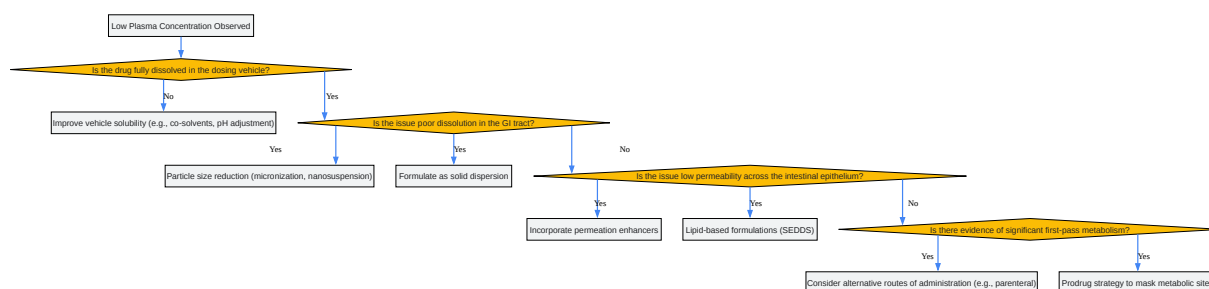 Low Plasma Concentration Observed
Is the drug fully dissolved in the dosing vehicle?
No
Yes
Improve vehicle solubility (e.g., co-solvents, pH adjustment)
Is the issue poor dissolution in the GI tract?
Yes
Yes
No
Particle size reduction (micronization, nanosuspension)
Formulate as solid dispersion
Is the issue low permeability across the intestinal epithelium?
Yes
Yes
No
Incorporate permeation enhancers
Lipid-based formulations (SEDDS)
Is there evidence of significant first-pass metabolism?
Yes
Yes
Consider alternative routes of administration (e.g., parenteral)
Prodrug strategy to mask metabolic site